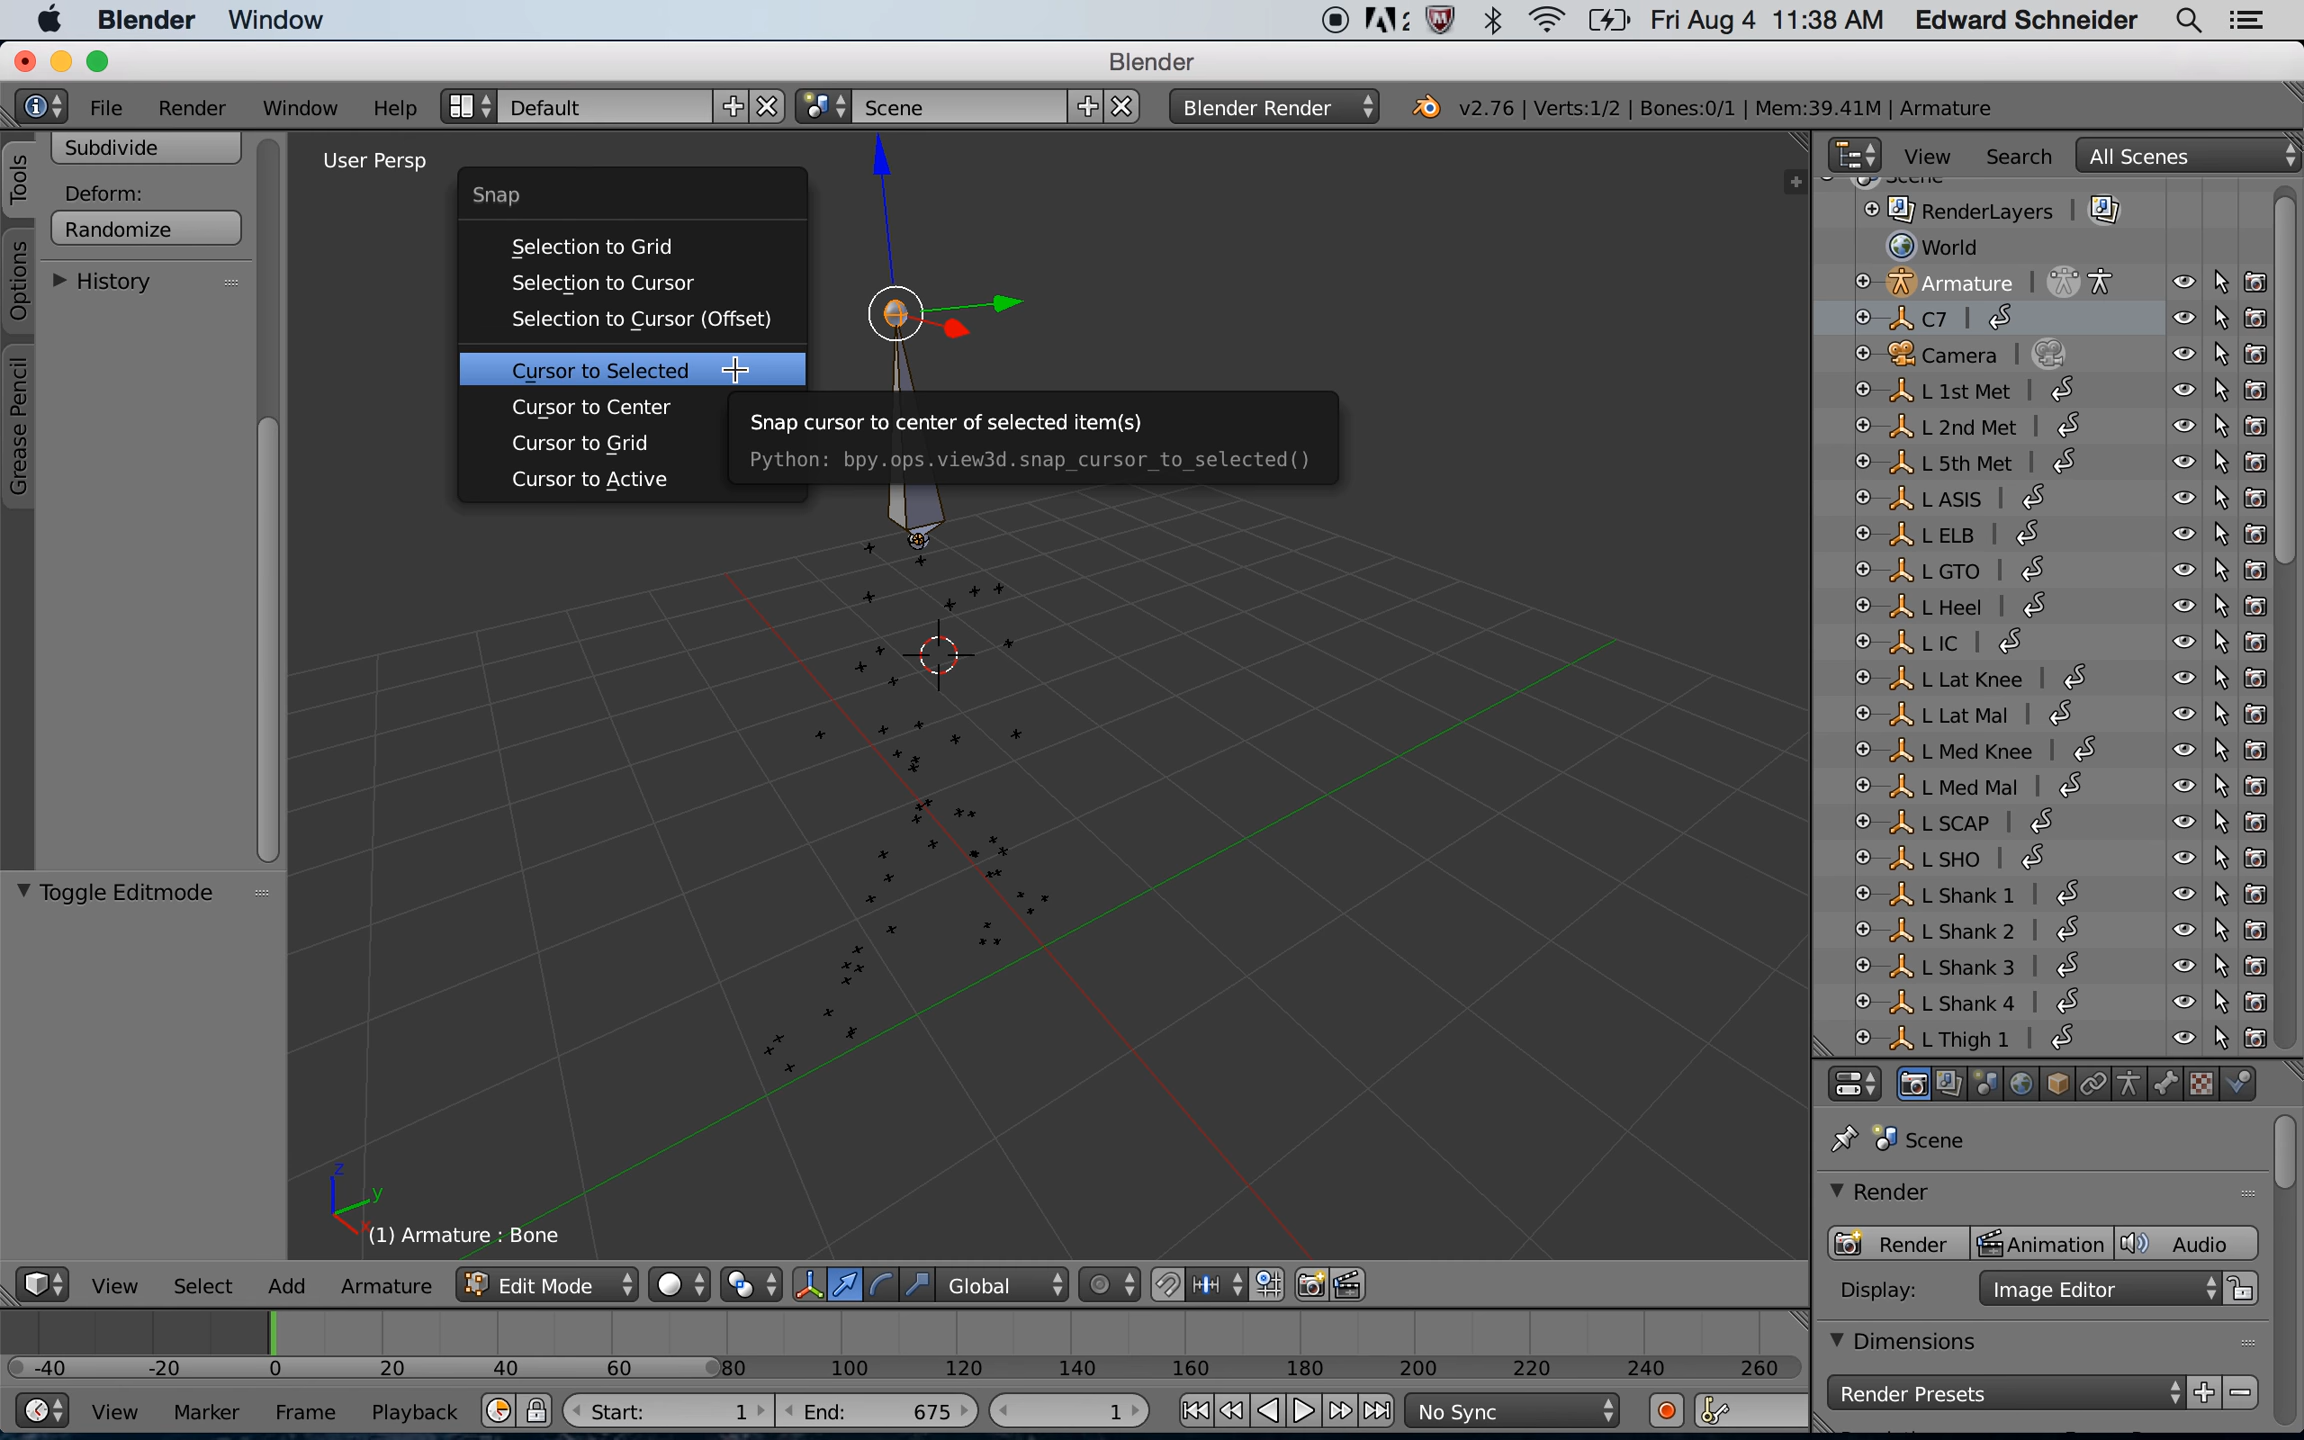 Blender Window 2 Fri Aug 4 11:38 AM Edward Schneider
Blender
File Render Window Help Default Scene Blender Render v2.76 | Verts:1/2 | Bones:0/1 | Mem:39.41M | Armature
Tools
Options
Grease Pencil
Subdivide
Deform:
Randomize
History
Toggle Editmode
User Persp
Snap
Selection to Grid
Selection to Cursor
Selection to Cursor (Offset)
Cursor to Selected
Cursor to Center
Cursor to Grid
Cursor to Active
Snap cursor to center of selected item(s)
Python: bpy.ops.view3d.snap_cursor_to_selected()
z
y
x
(1) Armature : Bone
View Select Add Armature Edit Mode Global
-40 -20 0 20 40 60 80 100 120 140 160 180 200 220 240 260
View Marker Frame Playback Start: 1 End: 675 1 No Sync
View Search All Scenes
Scene
RenderLayers
World
Armature
C7
Camera
L 1st Met
L 2nd Met
L 5th Met
L ASIS
L ELB
L GTO
L Heel
L IC
L Lat Knee
L Lat Mal
L Med Knee
L Med Mal
L SCAP
L SHO
L Shank 1
L Shank 2
L Shank 3
L Shank 4
L Thigh 1
Scene
Render
Render Animation Audio
Display: Image Editor
Dimensions
Render Presets